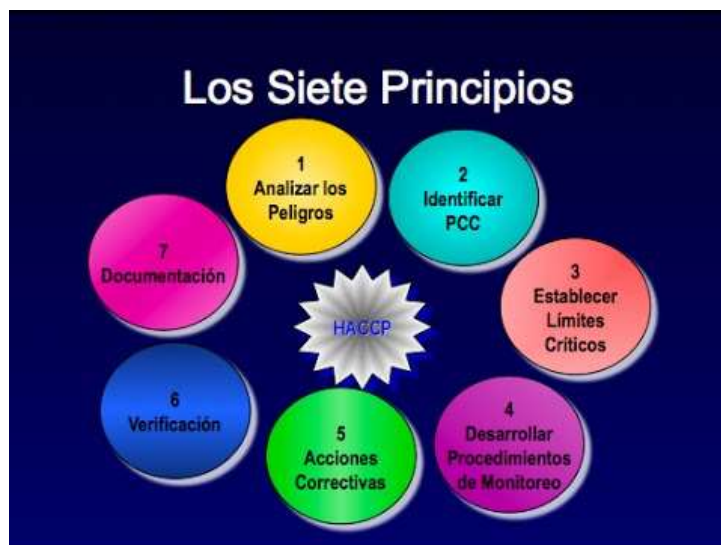 Los Siete Principios
1
Analizar los
Peligros
2
Identificar
PCC
3
Establecer
Límites
Críticos
4
Desarrollar
Procedimientos
de Monitoreo
5
Acciones
Correctivas
6
Verificación
7
Documentación
HACCP